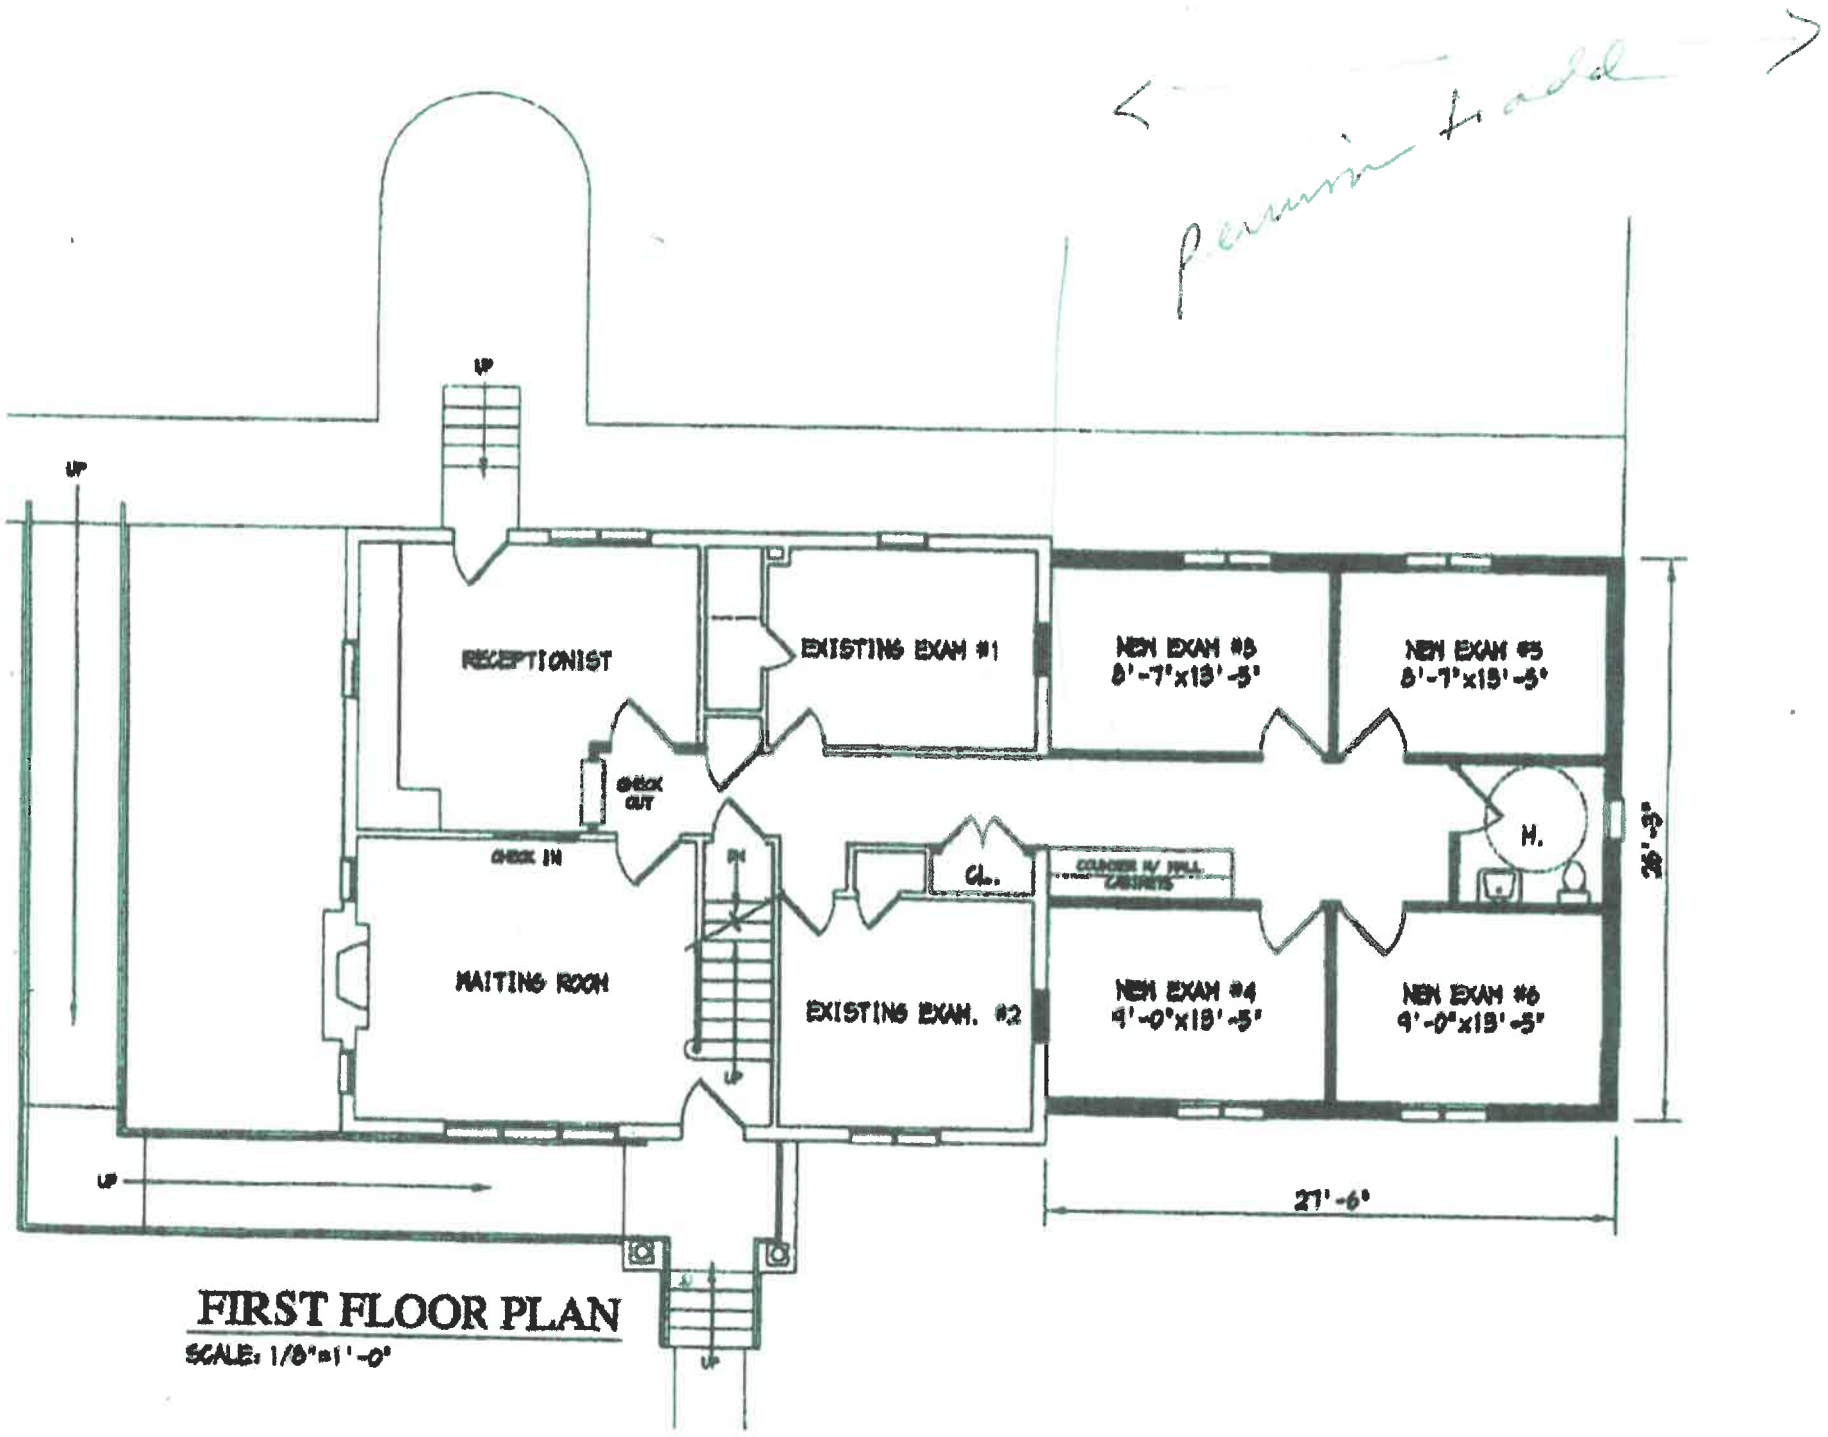 permission to add
UP
UP
RECEPTIONIST
EXISTING EXAM #1
NEW EXAM #3
8'-7"x13'-5"
NEW EXAM #5
8'-7"x13'-5"
CHECK
OUT
CHECK IN
DN
CL.
COUNTER W/ WALL
CABINETS
H.
26'-3"
WAITING ROOM
EXISTING EXAM. #2
NEW EXAM #4
9'-0"x13'-5"
NEW EXAM #6
9'-0"x13'-5"
UP
UP
27'-6"
FIRST FLOOR PLAN
SCALE: 1/8"=1'-0"
UP